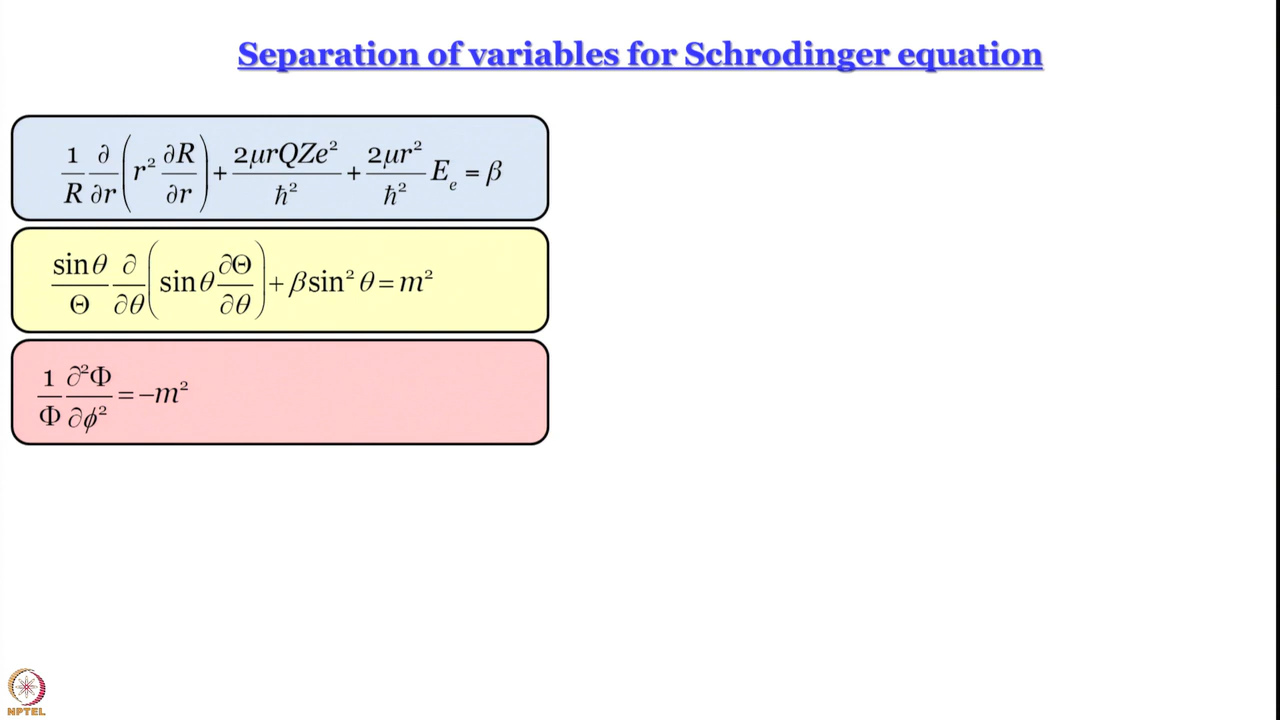 Separation of variables for Schrodinger equation
1/R ∂/∂r (r² ∂R/∂r) + 2μrQZe²/ħ² + 2μr²/ħ² Eₑ = β
sinθ/Θ ∂/∂θ (sinθ ∂Θ/∂θ) + β sin²θ = m²
1/Φ ∂²Φ/∂ϕ² = −m²
NPTEL